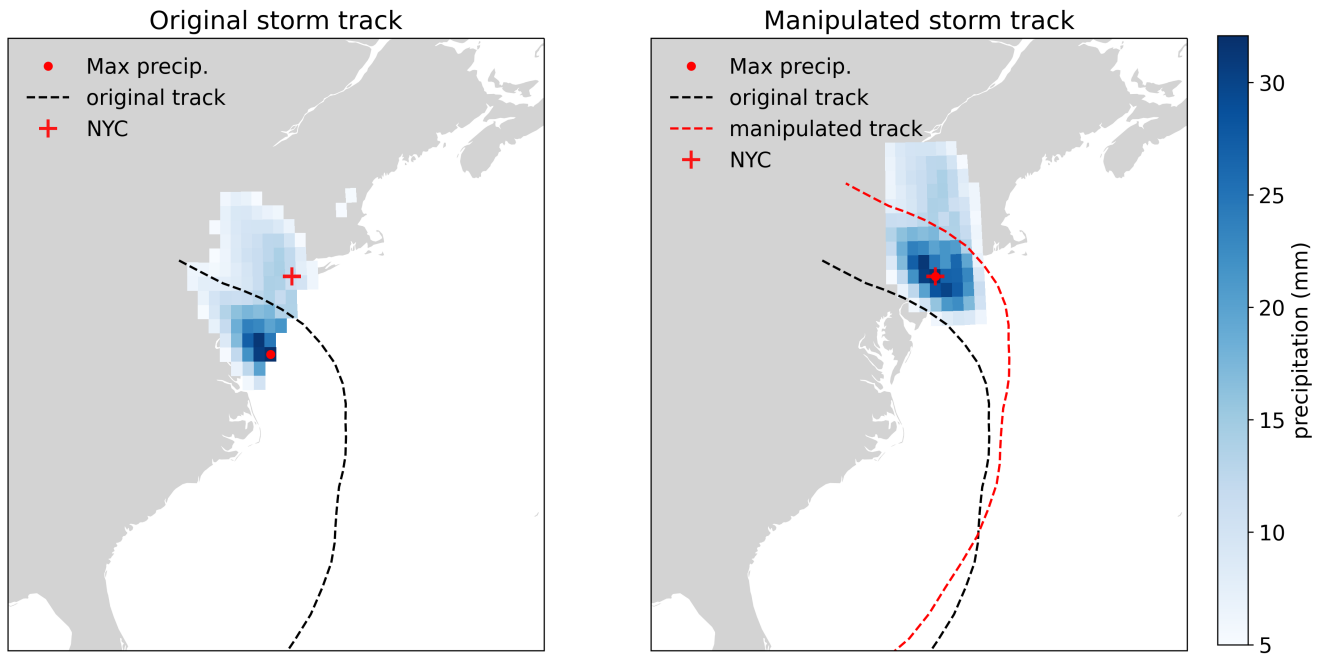 Original storm track
Max precip.
original track
NYC
Manipulated storm track
Max precip.
original track
manipulated track
NYC
30
25
20
15
10
5
precipitation (mm)